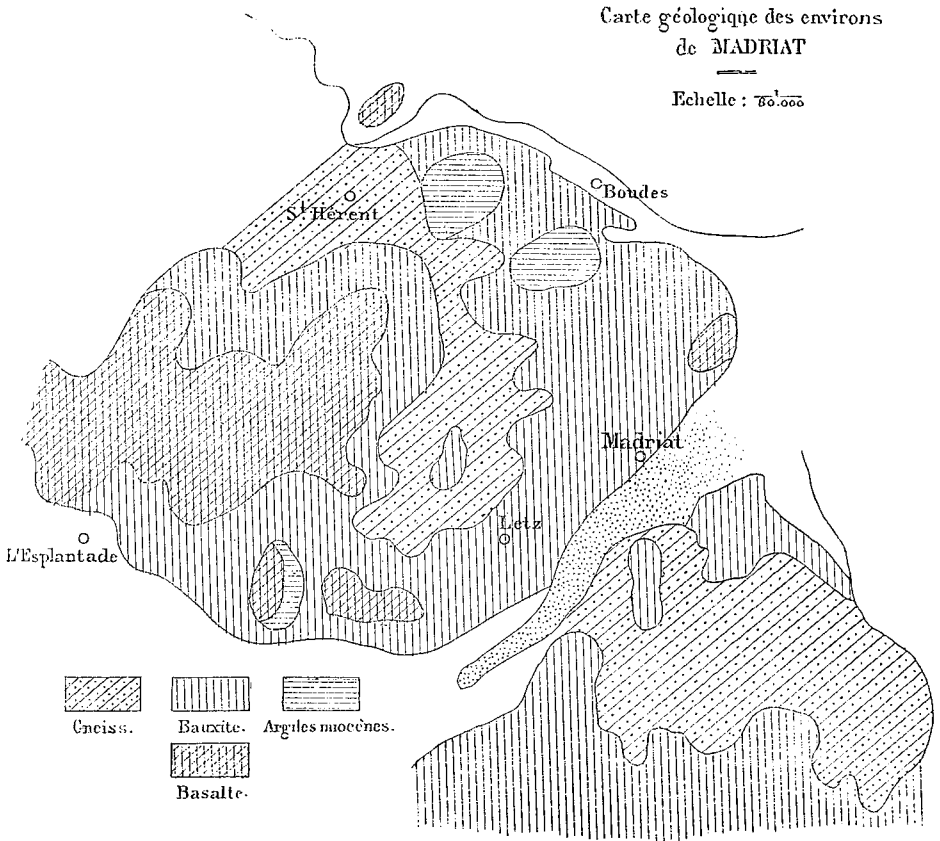 Carte géologique des environs
de MADRIAT
Echelle : 1/80.000
Boudes
St Hérent
Madriat
Letz
L'Esplantade
Gneiss.
Bauxite.
Argiles miocènes.
Basalte.